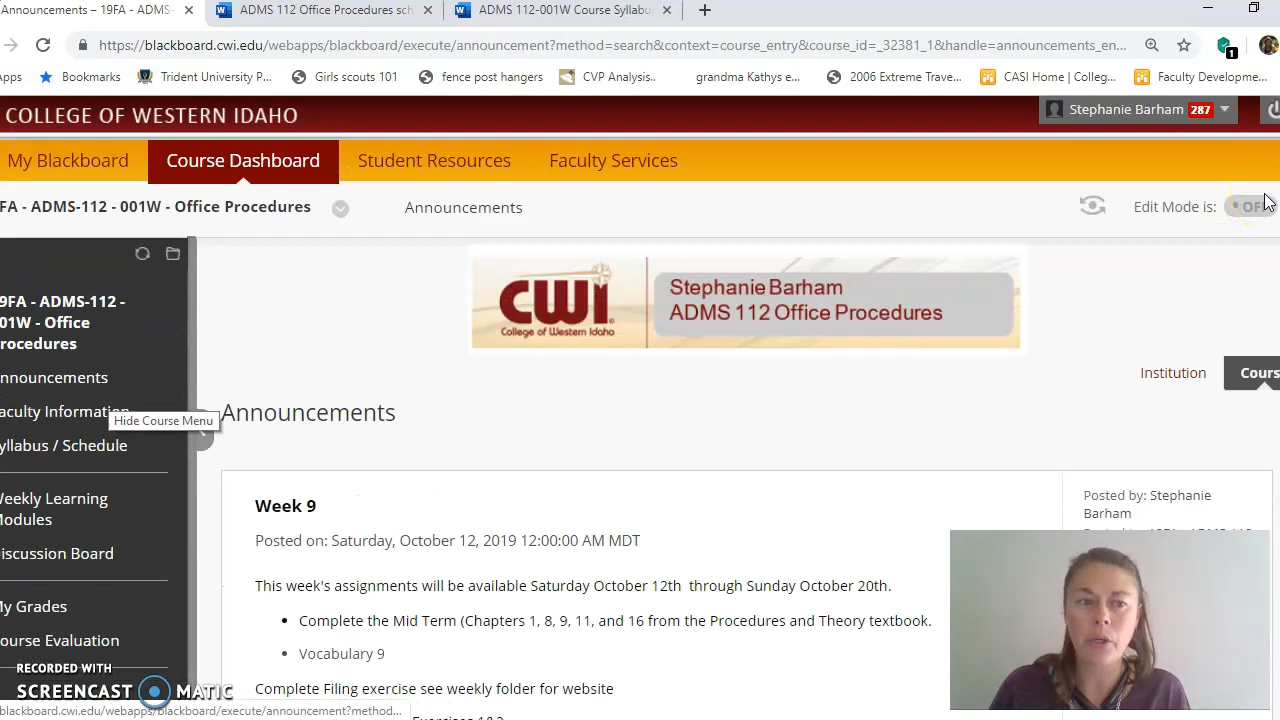 Announcements – 19FA - ADMS-
ADMS 112 Office Procedures sch
ADMS 112-001W Course Syllabu
https://blackboard.cwi.edu/webapps/blackboard/execute/announcement?method=search&context=course_entry&course_id=_32381_1&handle=announcements_en...
1
Apps
Bookmarks
Trident University P...
Girls scouts 101
fence post hangers
CVP Analysis..
grandma Kathys e...
2006 Extreme Trave...
CASI Home | Colleg...
Faculty Developme...
COLLEGE OF WESTERN IDAHO
Stephanie Barham 287
My Blackboard
Course Dashboard
Student Resources
Faculty Services
FA - ADMS-112 - 001W - Office Procedures
Announcements
Edit Mode is:
OFF
CWI
College of Western Idaho
Stephanie Barham
ADMS 112 Office Procedures
9FA - ADMS-112 -
01W - Office
rocedures
nnouncements
aculty Information
Hide Course Menu
yllabus / Schedule
eekly Learning
odules
iscussion Board
y Grades
ourse Evaluation
Institution
Cours
Announcements
Week 9
Posted on: Saturday, October 12, 2019 12:00:00 AM MDT
This week's assignments will be available Saturday October 12th through Sunday October 20th.
• Complete the Mid Term (Chapters 1, 8, 9, 11, and 16 from the Procedures and Theory textbook.
• Vocabulary 9
Complete Filing exercise see weekly folder for website
Posted by: Stephanie
Barham
RECORDED WITH
SCREENCAST MATIC
blackboard.cwi.edu/webapps/blackboard/execute/announcement?method...